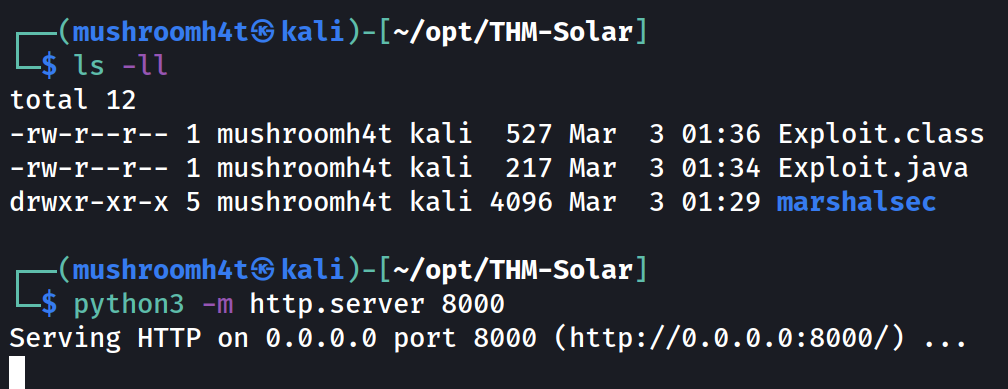 ┌──(mushroomh4t㉿kali)-[~/opt/THM-Solar]
└─$ ls -ll
total 12
-rw-r--r-- 1 mushroomh4t kali  527 Mar  3 01:36 Exploit.class
-rw-r--r-- 1 mushroomh4t kali  217 Mar  3 01:34 Exploit.java
drwxr-xr-x 5 mushroomh4t kali 4096 Mar  3 01:29 marshalsec
┌──(mushroomh4t㉿kali)-[~/opt/THM-Solar]
└─$ python3 -m http.server 8000
Serving HTTP on 0.0.0.0 port 8000 (http://0.0.0.0:8000/) ...